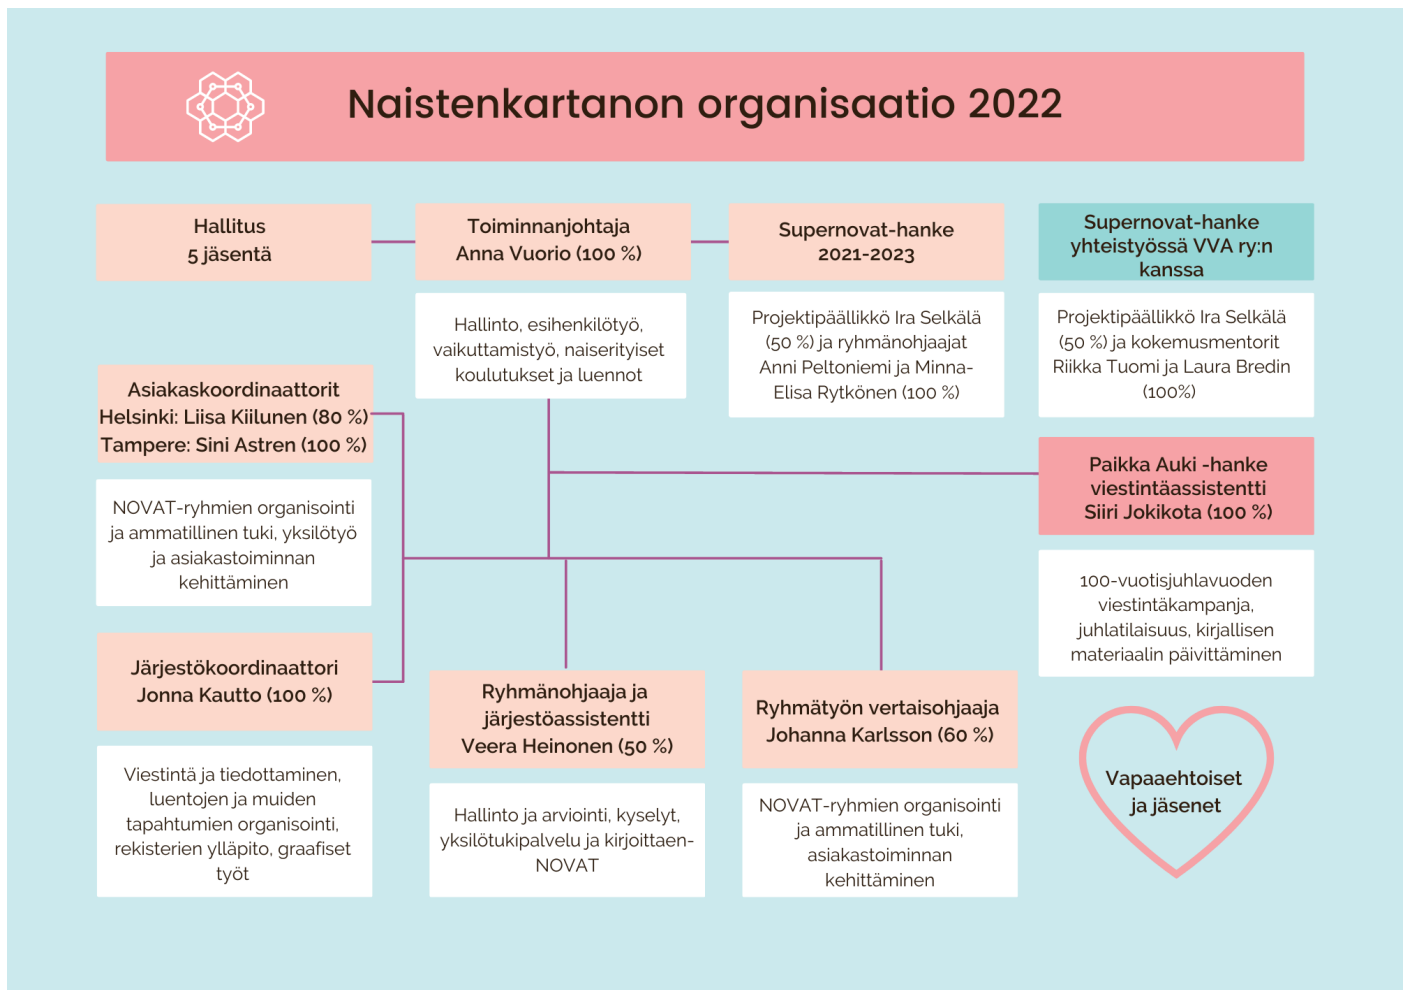 Naistenkartanon organisaatio 2022
Hallitus
5 jäsentä
Toiminnanjohtaja
Anna Vuorio (100 %)
Hallinto, esihenkilötyö,
vaikuttamistyö, naiserityiset
koulutukset ja luennot
Supernovat-hanke
2021-2023
Projektipäällikkö Ira Selkälä
(50 %) ja ryhmänohjaajat
Anni Peltoniemi ja Minna-
Elisa Rytkönen (100 %)
Supernovat-hanke
yhteistyössä VVA ry:n
kanssa
Projektipäällikkö Ira Selkälä
(50 %) ja kokemusmentorit
Riikka Tuomi ja Laura Bredin
(100%)
Asiakaskoordinaattorit
Helsinki: Liisa Kiilunen (80 %)
Tampere: Sini Astren (100 %)
NOVAT-ryhmien organisointi
ja ammatillinen tuki, yksilötyö
ja asiakastoiminnan
kehittäminen
Paikka Auki -hanke
viestintäassistentti
Siiri Jokikota (100 %)
100-vuotisjuhlavuoden
viestintäkampanja,
juhlatilaisuus, kirjallisen
materiaalin päivittäminen
Järjestökoordinaattori
Jonna Kautto (100 %)
Viestintä ja tiedottaminen,
luentojen ja muiden
tapahtumien organisointi,
rekisterien ylläpito, graafiset
työt
Ryhmänohjaaja ja
järjestöassistentti
Veera Heinonen (50 %)
Hallinto ja arviointi, kyselyt,
yksilötukipalvelu ja kirjoittaen-
NOVAT
Ryhmätyön vertaisohjaaja
Johanna Karlsson (60 %)
NOVAT-ryhmien organisointi
ja ammatillinen tuki,
asiakastoiminnan
kehittäminen
Vapaaehtoiset
ja jäsenet